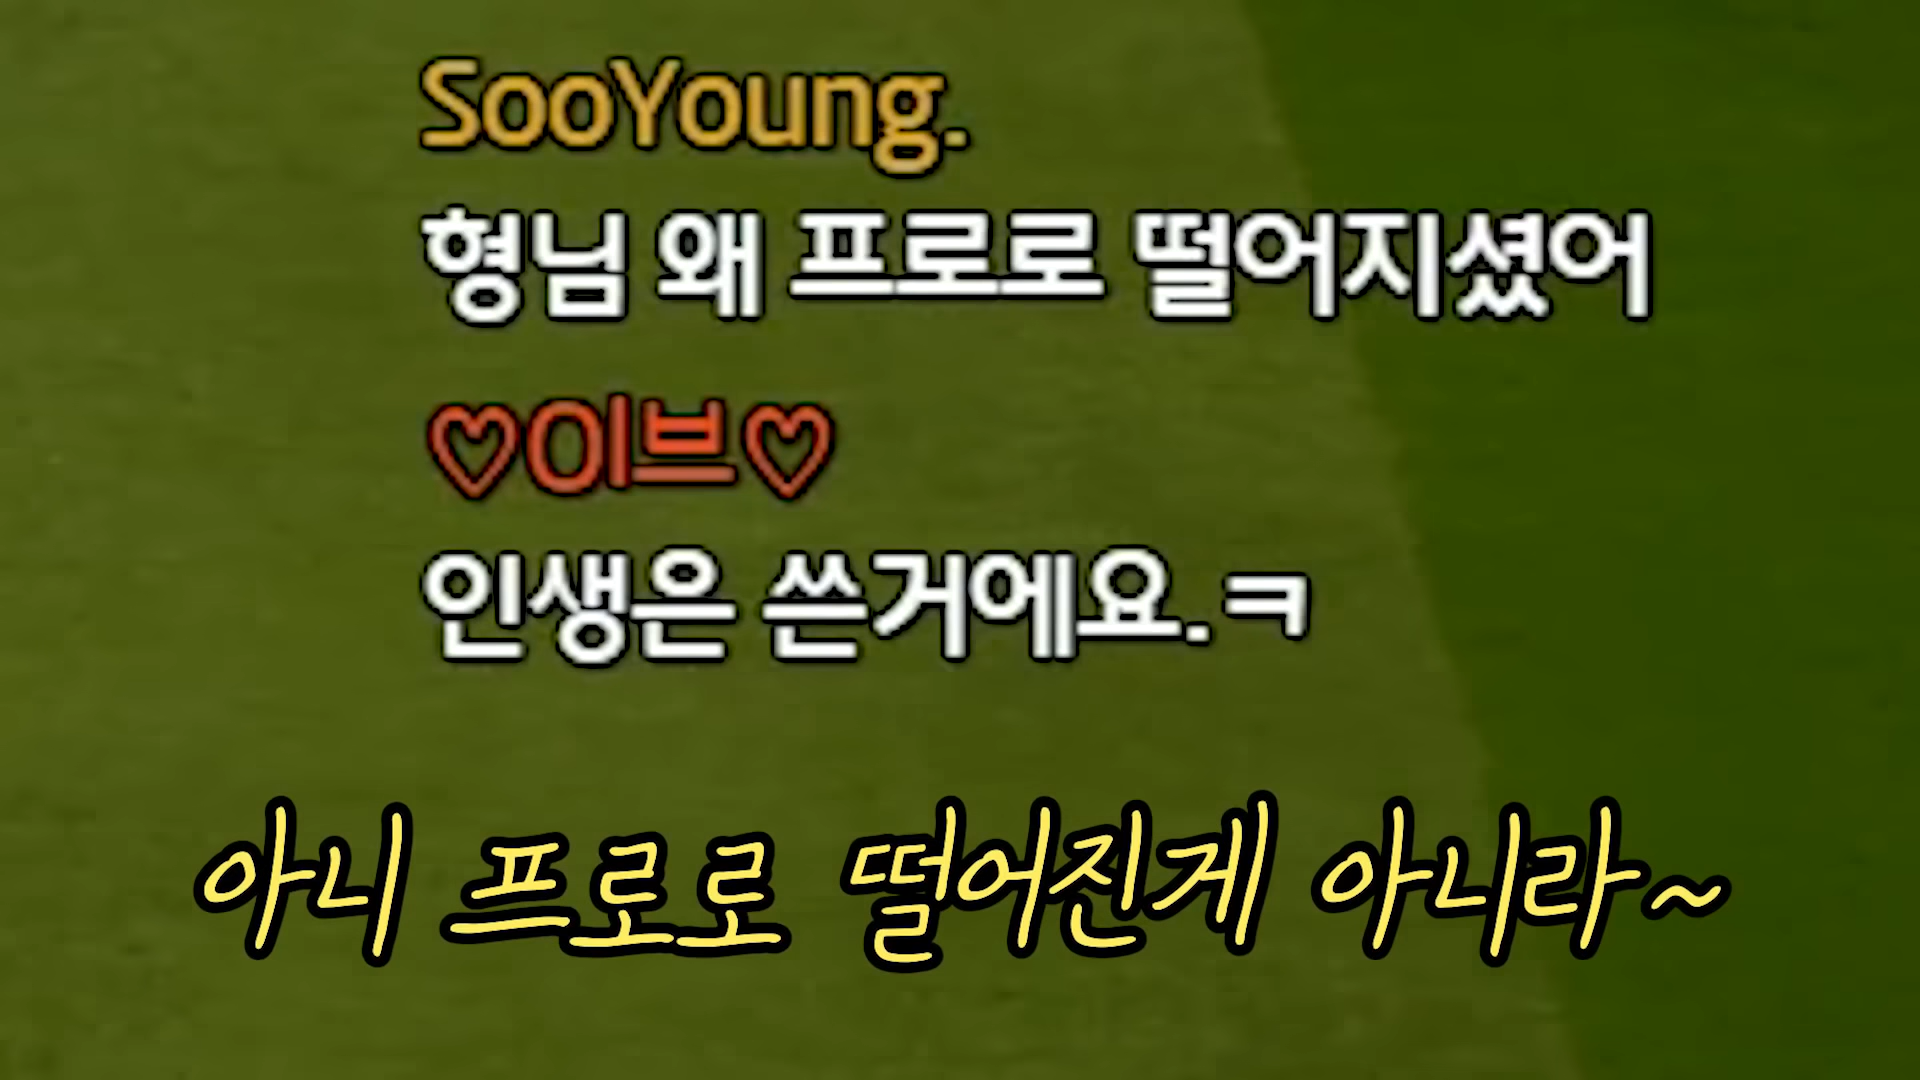 SooYoung.
형님 왜 프로로 떨어지셨어
♡이브♡
인생은 쓴거에요.ㅋ
아니 프로로 떨어진게 아니라~